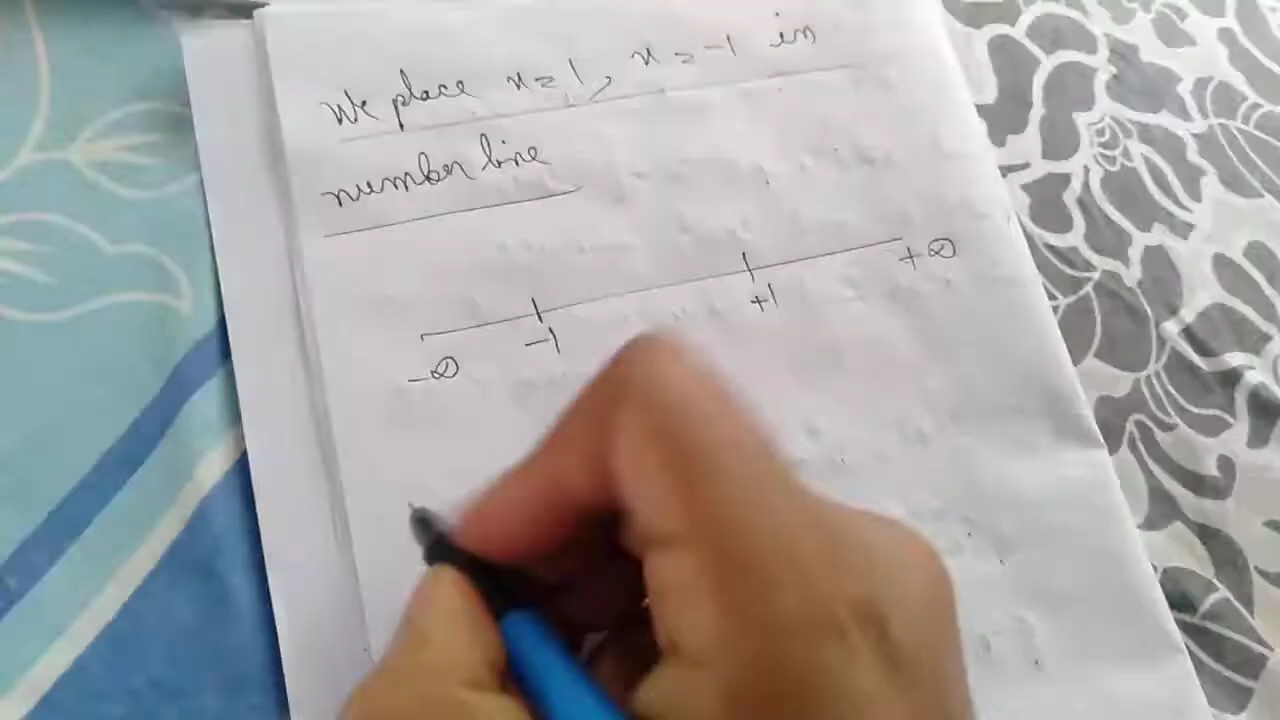 We place x=1, x=-1 in
number line
-∞ -1 +1 +∞